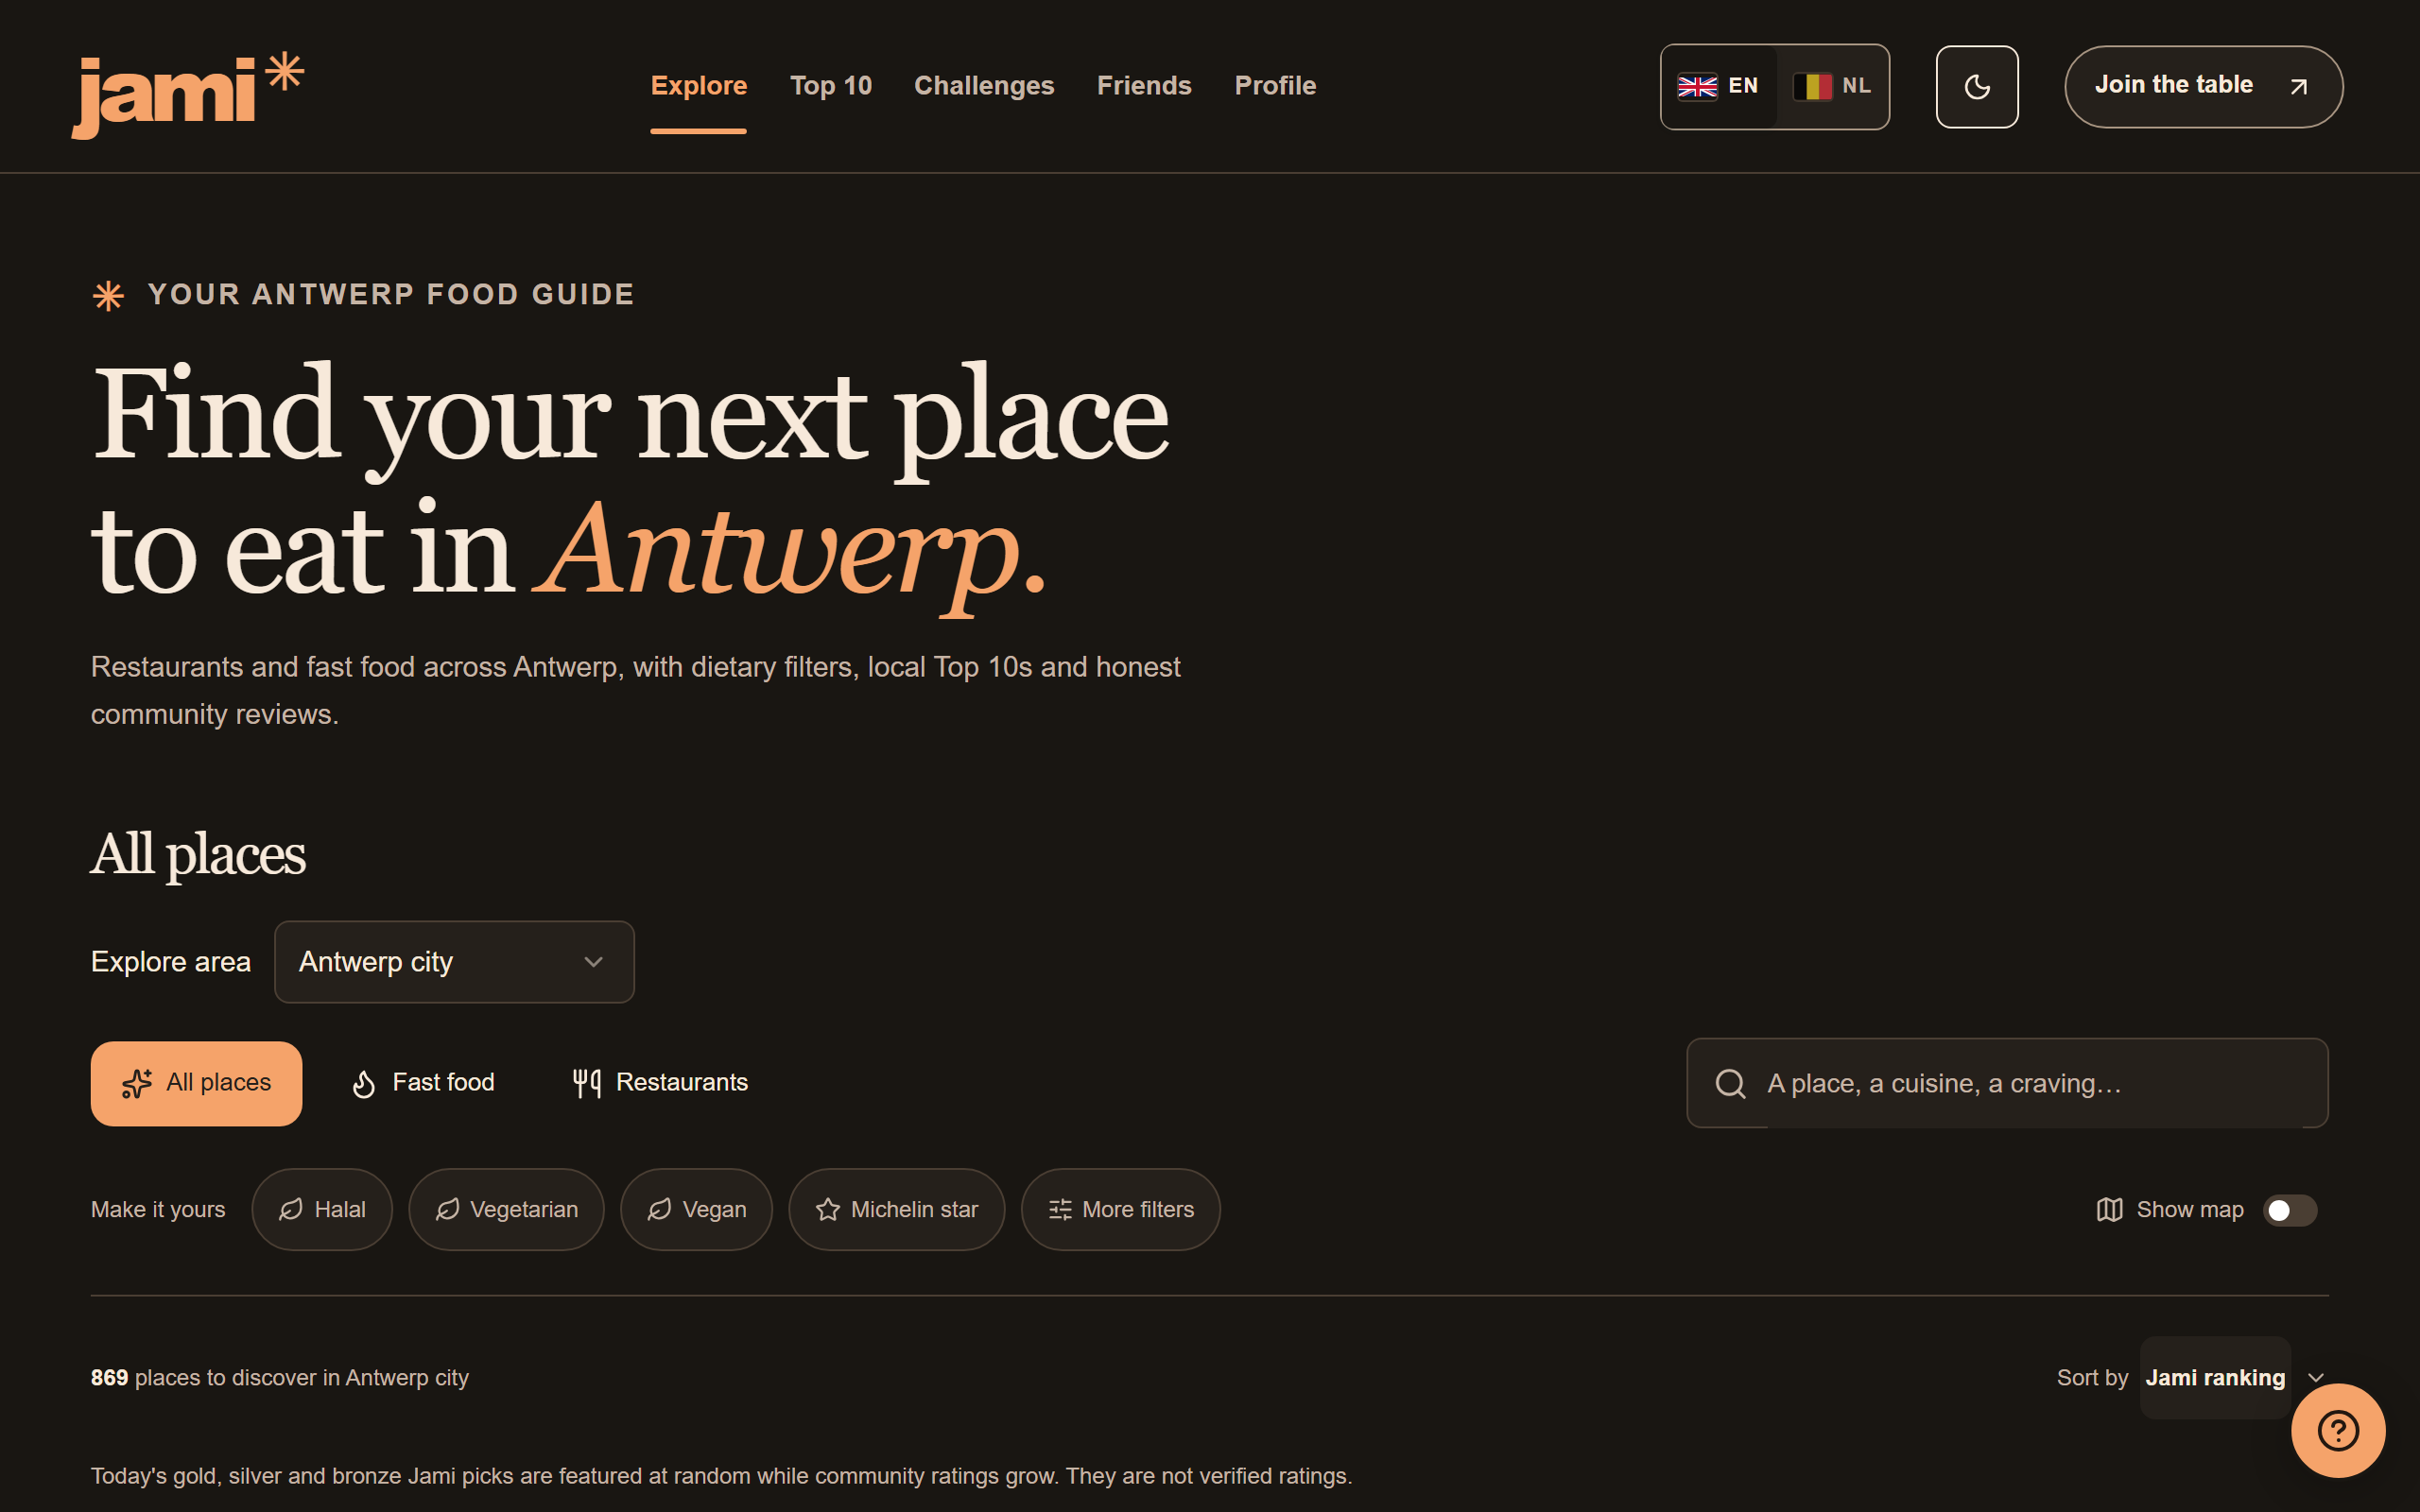 jami
Explore
Top 10
Challenges
Friends
Profile
EN
NL
Join the table
YOUR ANTWERP FOOD GUIDE
Find your next place
to eat in Antwerp.
Restaurants and fast food across Antwerp, with dietary filters, local Top 10s and honest
community reviews.
All places
Explore area
Antwerp city
All places
Fast food
Restaurants
A place, a cuisine, a craving…
Make it yours
Halal
Vegetarian
Vegan
Michelin star
More filters
Show map
869 places to discover in Antwerp city
Sort by
Jami ranking
Today's gold, silver and bronze Jami picks are featured at random while community ratings grow. They are not verified ratings.